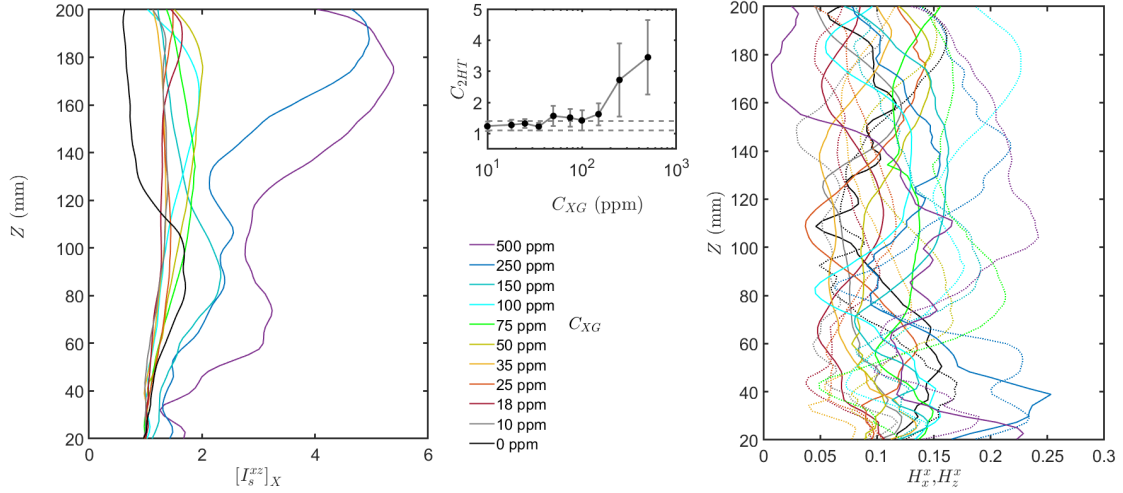 200
180
160
140
120
100
80
60
40
20
Z (mm)
0
2
4
6
[I_s^{xz}]_X
5
4
3
2
1
C_{2HT}
10^1
10^2
10^3
C_{XG} (ppm)
500 ppm
250 ppm
150 ppm
100 ppm
75 ppm
50 ppm
35 ppm
25 ppm
18 ppm
10 ppm
0 ppm
C_{XG}
200
180
160
140
120
100
80
60
40
20
Z (mm)
0
0.05
0.1
0.15
0.2
0.25
0.3
H_x^x, H_z^x